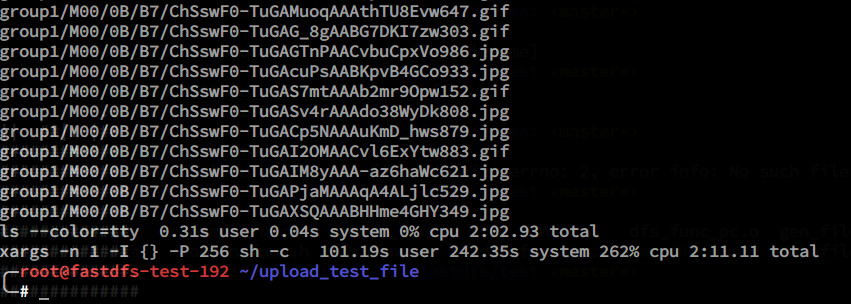 group1/M00/0B/B7/ChSswF0-TuGAMuoqAAAthTU8Evw647.gif
group1/M00/0B/B7/ChSswF0-TuGAG_8gAABG7DKI7zw303.gif
group1/M00/0B/B7/ChSswF0-TuGAGTnPAACvbuCpxVo986.jpg
group1/M00/0B/B7/ChSswF0-TuGAcuPsAABKpvB4GCo933.jpg
group1/M00/0B/B7/ChSswF0-TuGAS7mtAAAb2mr9Opw152.gif
group1/M00/0B/B7/ChSswF0-TuGASv4rAAAdo38WyDk808.jpg
group1/M00/0B/B7/ChSswF0-TuGACp5NAAAuKmD_hws879.jpg
group1/M00/0B/B7/ChSswF0-TuGAI2OMAACvl6ExYtw883.gif
group1/M00/0B/B7/ChSswF0-TuGAIM8yAAA-az6haWc621.jpg
group1/M00/0B/B7/ChSswF0-TuGAPjaMAAAqA4ALjlc529.jpg
group1/M00/0B/B7/ChSswF0-TuGAXSQAAABHHme4GHY349.jpg
ls --color=tty  0.31s user 0.04s system 0% cpu 2:02.93 total
xargs -n 1 -I {} -P 256 sh -c   101.19s user 242.35s system 262% cpu 2:11.11 total
root@fastdfs-test-192 ~/upload_test_file
# _